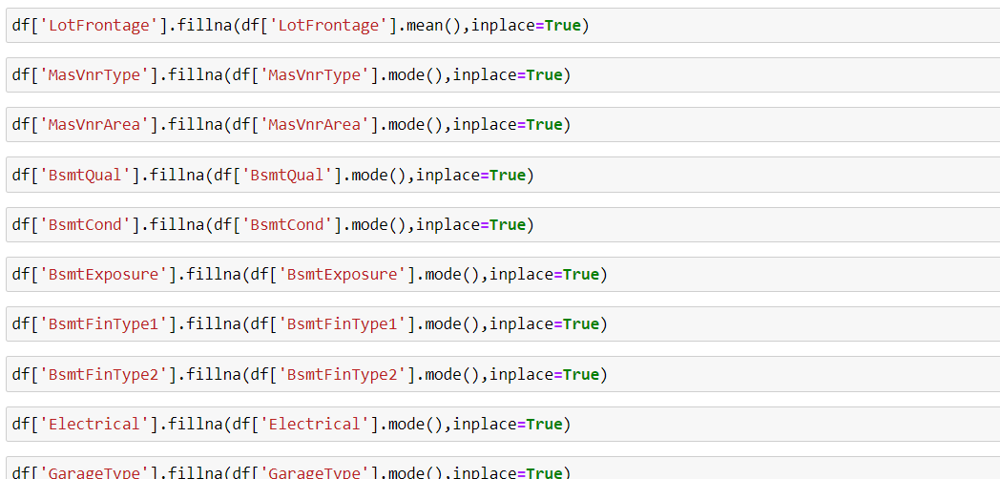 df['LotFrontage'].fillna(df['LotFrontage'].mean(),inplace=True)
df['MasVnrType'].fillna(df['MasVnrType'].mode(),inplace=True)
df['MasVnrArea'].fillna(df['MasVnrArea'].mode(),inplace=True)
df['BsmtQual'].fillna(df['BsmtQual'].mode(),inplace=True)
df['BsmtCond'].fillna(df['BsmtCond'].mode(),inplace=True)
df['BsmtExposure'].fillna(df['BsmtExposure'].mode(),inplace=True)
df['BsmtFinType1'].fillna(df['BsmtFinType1'].mode(),inplace=True)
df['BsmtFinType2'].fillna(df['BsmtFinType2'].mode(),inplace=True)
df['Electrical'].fillna(df['Electrical'].mode(),inplace=True)
df['GarageType'].fillna(df['GarageType'].mode(),inplace=True)